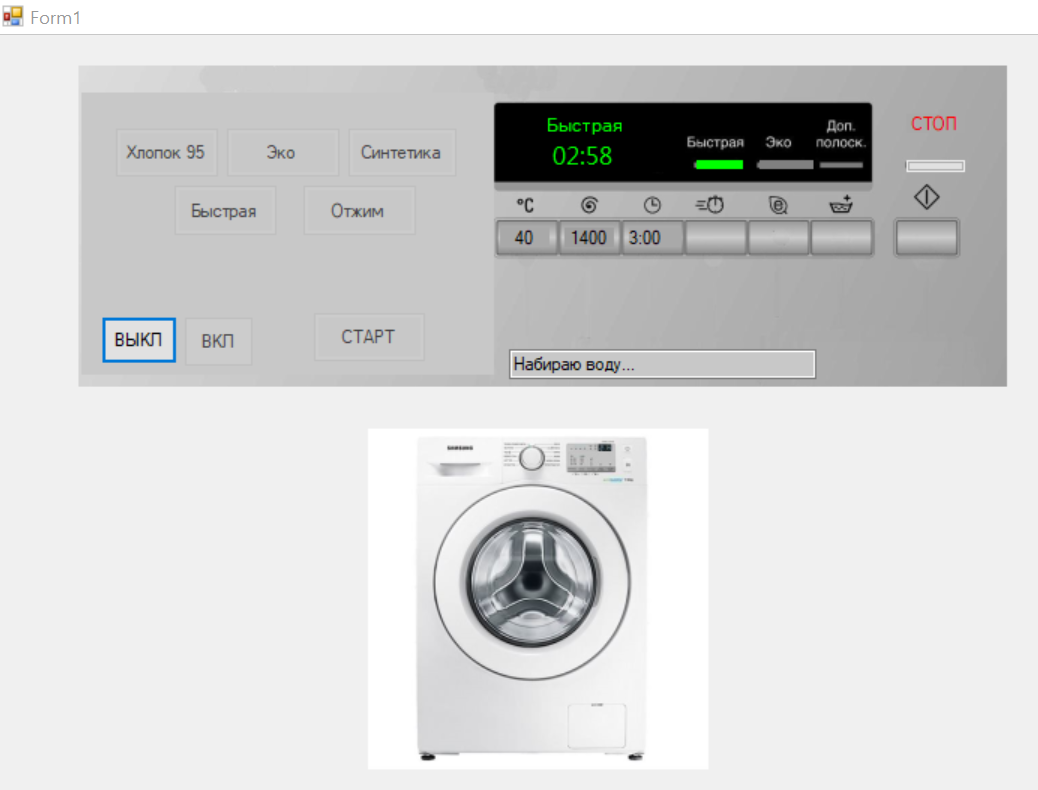 Form1
Хлопок 95
Эко
Синтетика
Быстрая
Отжим
ВЫКЛ
ВКЛ
СТАРТ
Быстрая
02:58
Быстрая
Эко
Доп.
полоск.
СТОП
°C
e
40
1400
3:00
Набираю воду...
SAMSUNG